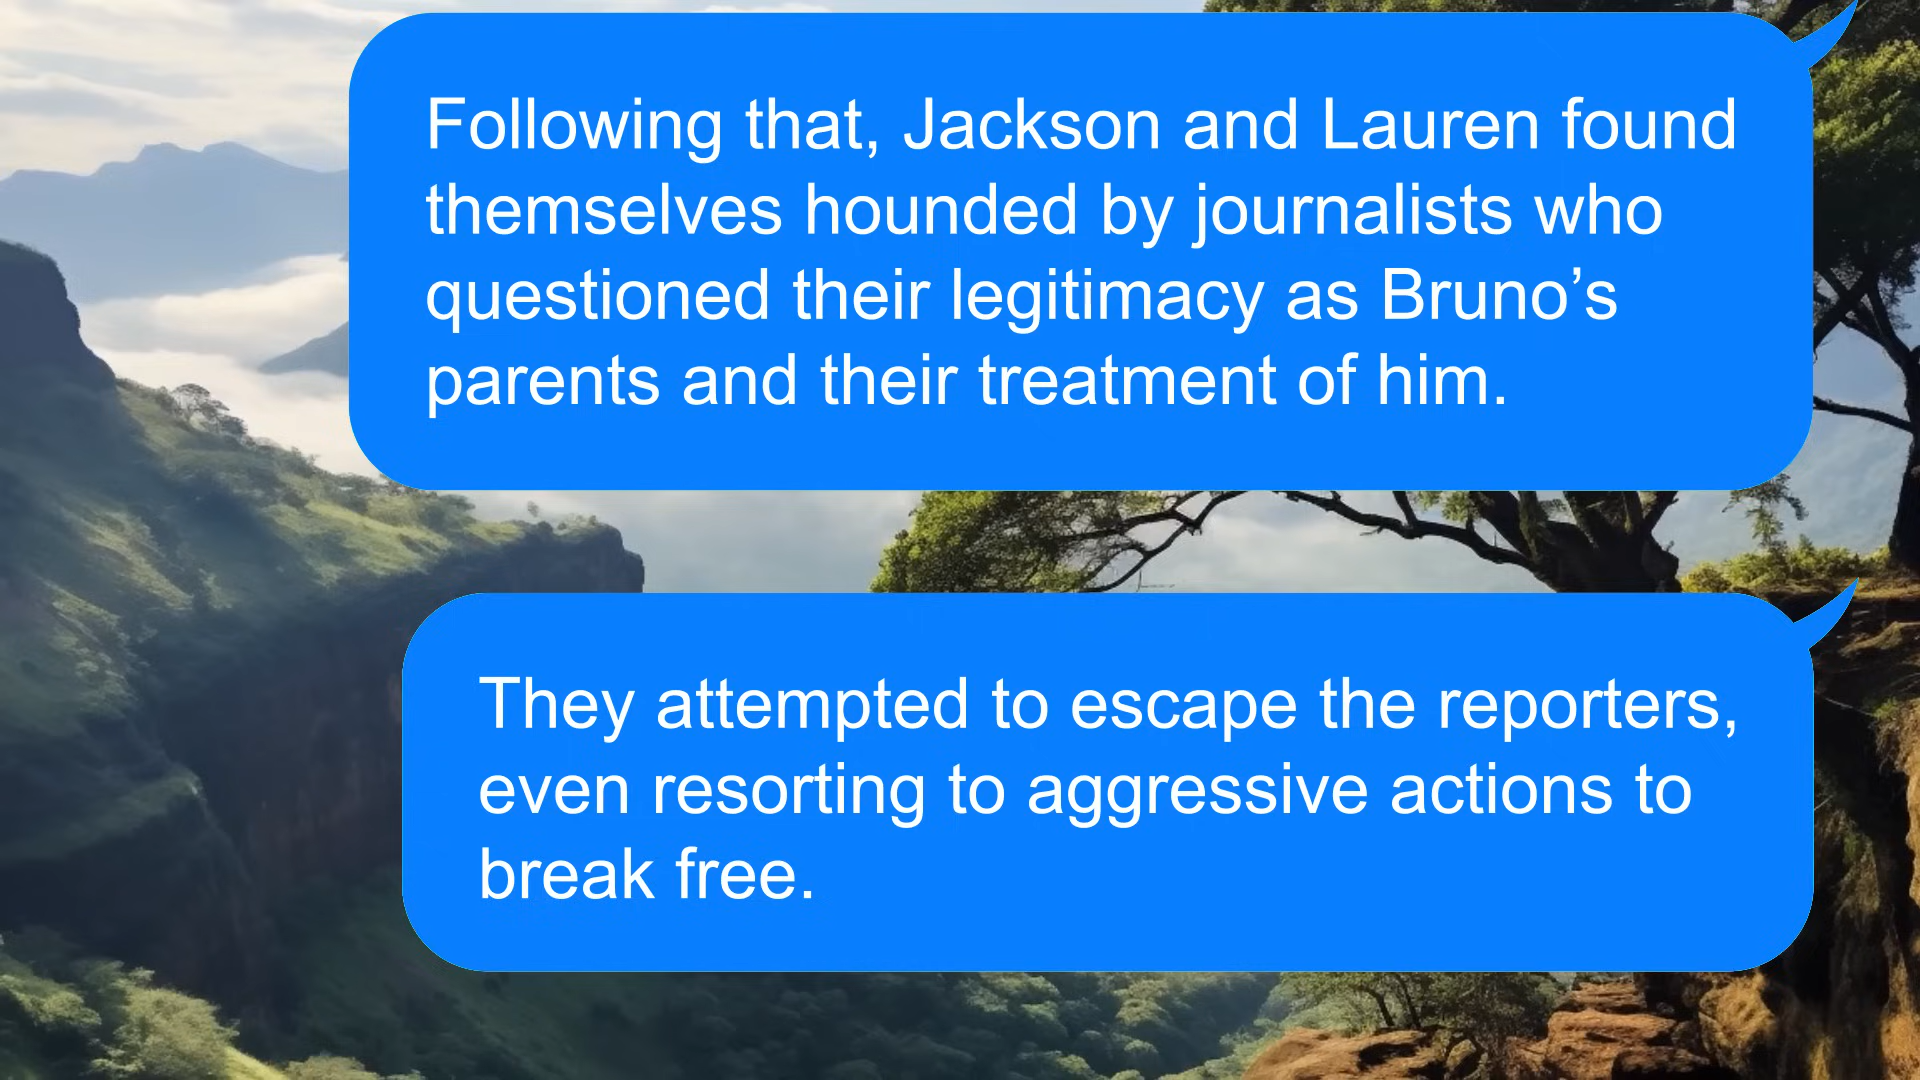 Following that, Jackson and Lauren found
themselves hounded by journalists who
questioned their legitimacy as Bruno’s
parents and their treatment of him.
They attempted to escape the reporters,
even resorting to aggressive actions to
break free.